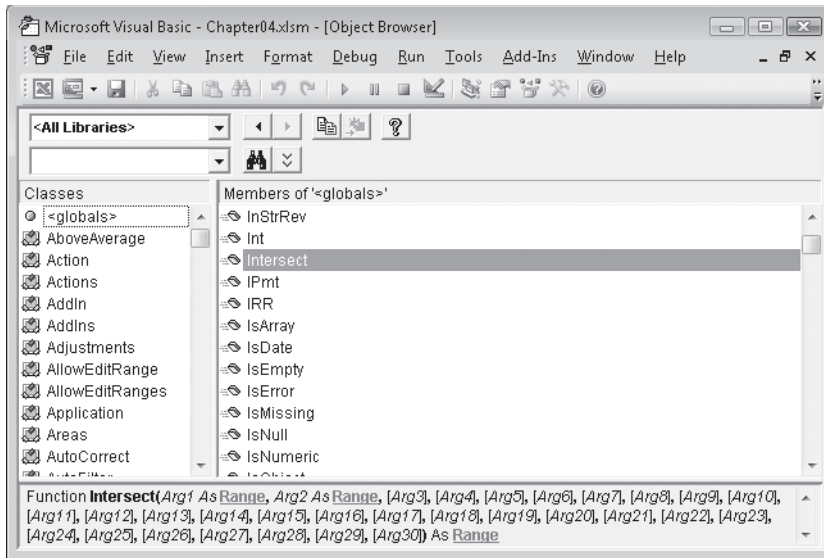 Microsoft Visual Basic - Chapter04.xlsm - [Object Browser]
File Edit View Insert Format Debug Run Tools Add-Ins Window Help
<All Libraries>
Classes
Members of '<globals>'
<globals>
AboveAverage
Action
Actions
AddIn
AddIns
Adjustments
AllowEditRange
AllowEditRanges
Application
Areas
AutoCorrect
AutoFilter
InStrRev
Int
Intersect
IPmt
IRR
IsArray
IsDate
IsEmpty
IsError
IsMissing
IsNull
IsNumeric
IsObject
Function Intersect(Arg1 As Range, Arg2 As Range, [Arg3], [Arg4], [Arg5], [Arg6], [Arg7], [Arg8], [Arg9], [Arg10],
[Arg11], [Arg12], [Arg13], [Arg14], [Arg15], [Arg16], [Arg17], [Arg18], [Arg19], [Arg20], [Arg21], [Arg22], [Arg23],
[Arg24], [Arg25], [Arg26], [Arg27], [Arg28], [Arg29], [Arg30]) As Range